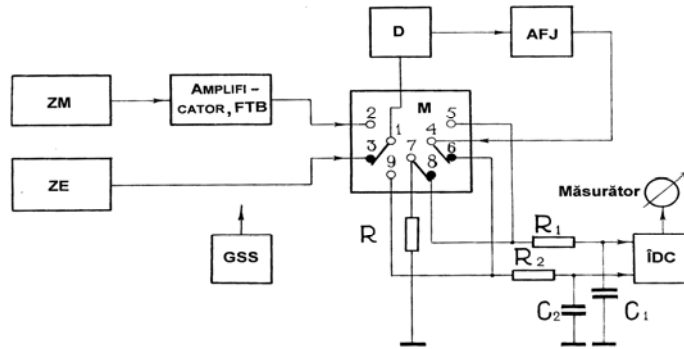 D
AFJ
ZM
AMPLIFI –
CATOR, FTB
M
2
5
1
4
3
7
6
9
8
ZE
Măsurător
R
R1
GSS
R2
ÎDC
C2
C1